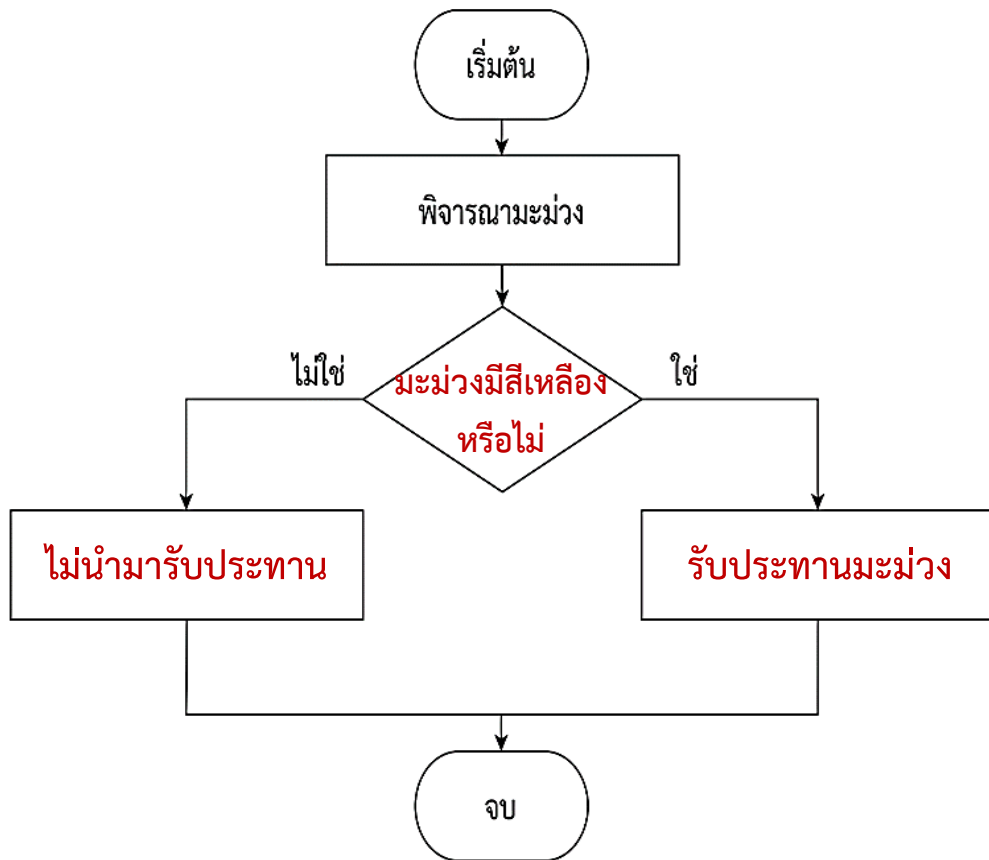 เริ่มต้น
พิจารณามะม่วง
ไม่ใช่
มะม่วงมีสีเหลือง
หรือไม่
ใช่
ไม่นำมารับประทาน
รับประทานมะม่วง
จบ